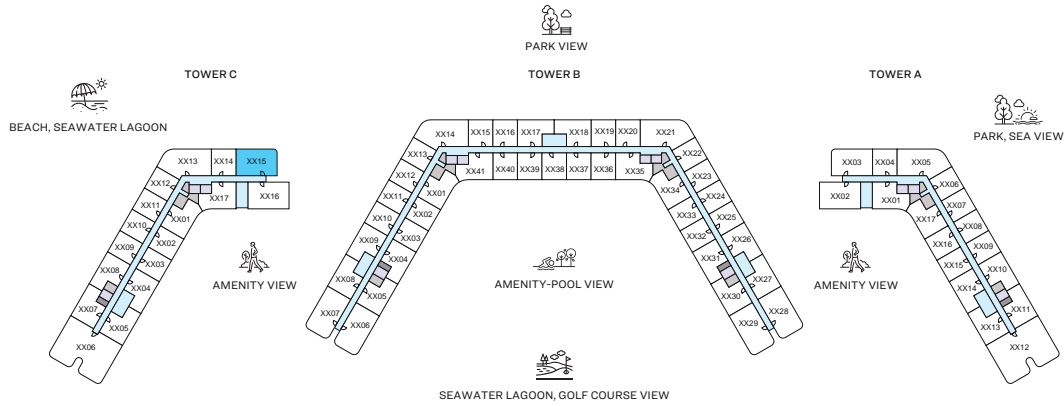 PARK VIEW
TOWER C
TOWER B
TOWER A
BEACH, SEAWATER LAGOON
PARK, SEA VIEW
XX13
XX14
XX15
XX12
XX11
XX10
XX09
XX08
XX07
XX06
XX01
XX17
XX16
XX02
XX03
XX04
XX05
XX14
XX15
XX16
XX17
XX18
XX19
XX20
XX21
XX13
XX12
XX11
XX10
XX09
XX08
XX07
XX06
XX41
XX40
XX39
XX38
XX37
XX36
XX35
XX01
XX02
XX03
XX04
XX05
XX22
XX23
XX24
XX25
XX26
XX27
XX28
XX34
XX33
XX32
XX31
XX30
XX29
XX03
XX04
XX05
XX02
XX01
XX17
XX06
XX07
XX08
XX09
XX10
XX11
XX12
XX16
XX15
XX14
XX13
AMENITY VIEW
AMENITY-POOL VIEW
AMENITY VIEW
SEAWATER LAGOON, GOLF COURSE VIEW